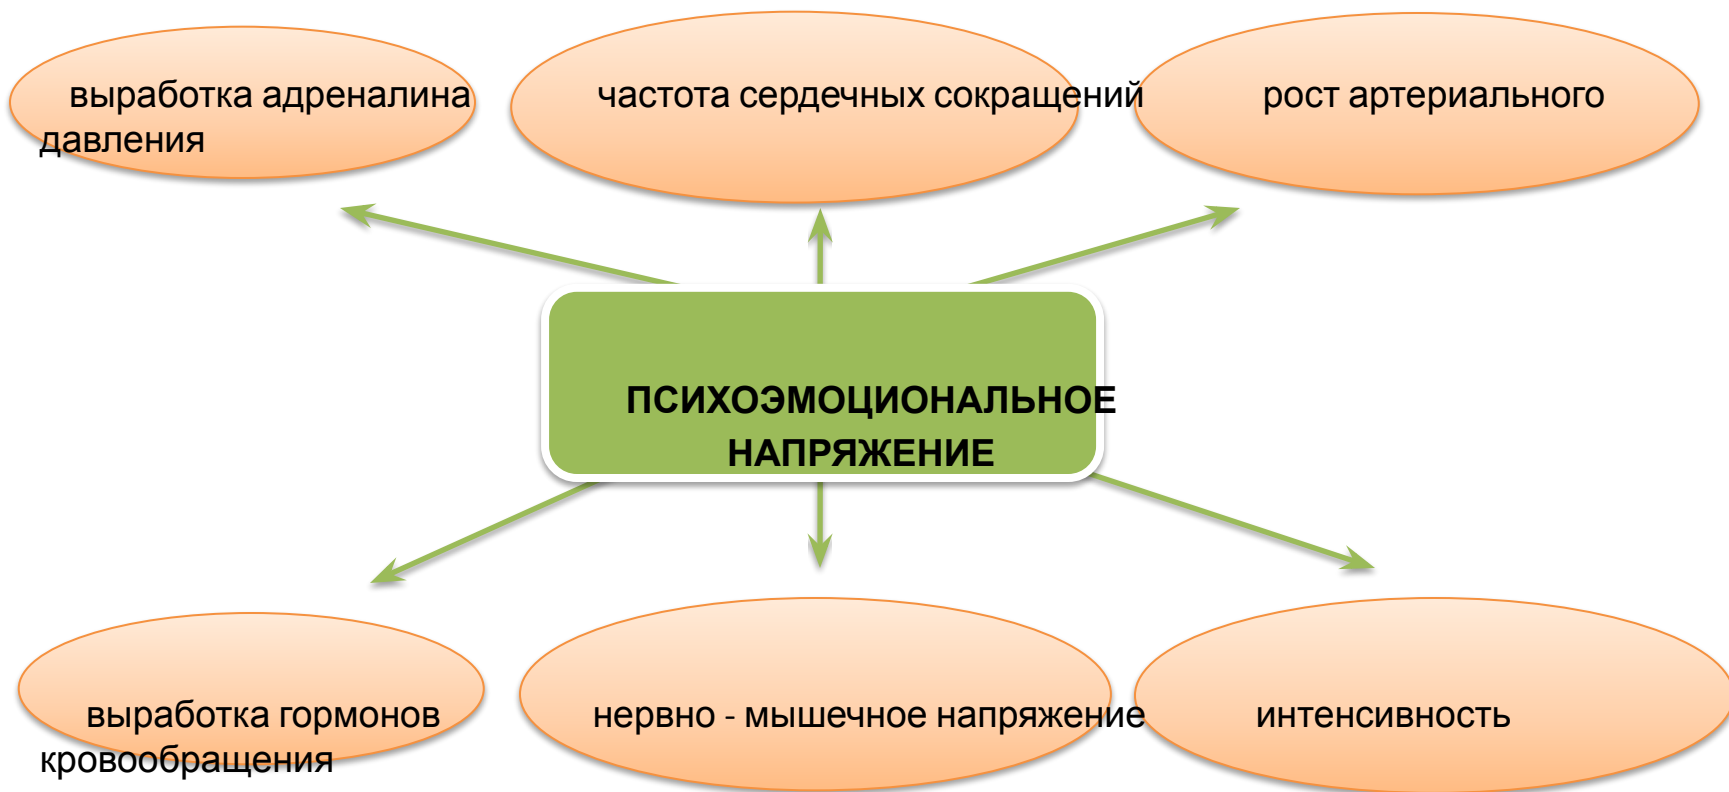 выработка адреналина частота сердечных сокращений рост артериального
давления
ПСИХОЭМОЦИОНАЛЬНОЕ
НАПРЯЖЕНИЕ
выработка гормонов нервно - мышечное напряжение интенсивность
кровообращения